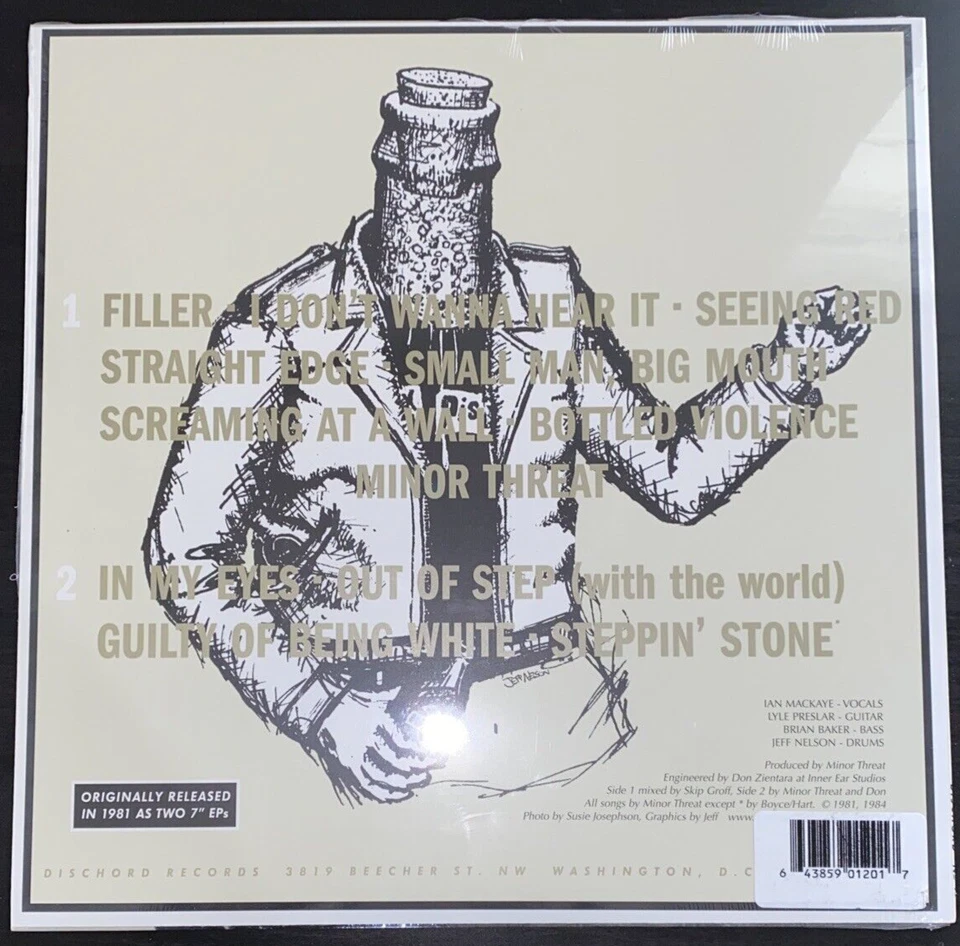 1 FILLER · I DON'T WANNA HEAR IT · SEEING RED
STRAIGHT EDGE · SMALL MAN, BIG MOUTH
SCREAMING AT A WALL · BOTTLED VIOLENCE
MINOR THREAT
Dis
2 IN MY EYES · OUT OF STEP (with the world)
GUILTY OF BEING WHITE · STEPPIN' STONE*
JEFF NELSON
IAN MACKAYE - VOCALS
LYLE PRESLAR - GUITAR
BRIAN BAKER - BASS
JEFF NELSON - DRUMS
Produced by Minor Threat
Engineered by Don Zientara at Inner Ear Studios
Side 1 mixed by Skip Groff, Side 2 by Minor Threat and Don
All songs by Minor Threat except * by Boyce/Hart. © 1981, 1984
Photo by Susie Josephson, Graphics by Jeff www.
ORIGINALLY RELEASED
IN 1981 AS TWO 7" EPs
DISCHORD RECORDS 3819 BEECHER ST. NW WASHINGTON, D.C
6 43859 01201 7